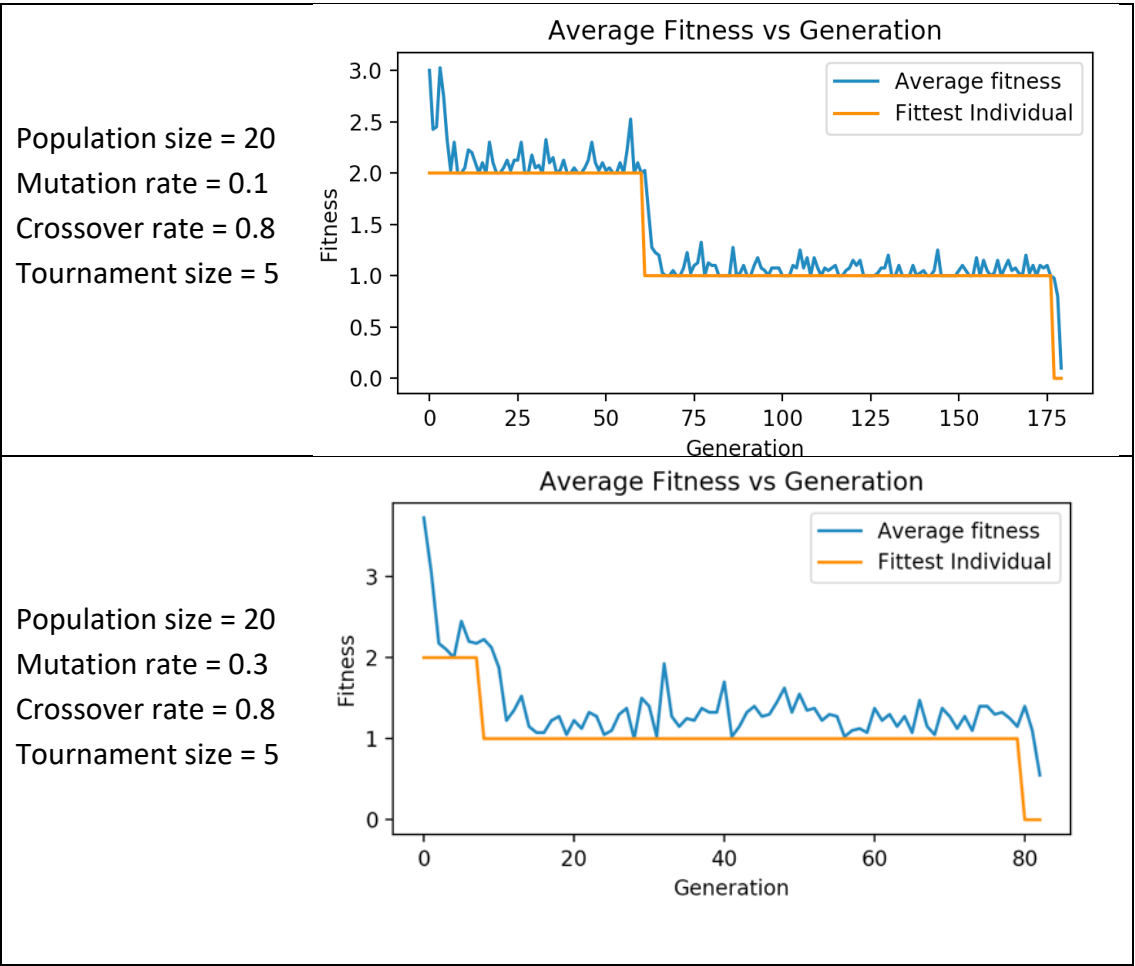 Population size = 20
Mutation rate = 0.1
Crossover rate = 0.8
Tournament size = 5
Average Fitness vs Generation
Average fitness
Fittest Individual
Fitness
3.0
2.5
2.0
1.5
1.0
0.5
0.0
0 25 50 75 100 125 150 175
Generation
Population size = 20
Mutation rate = 0.3
Crossover rate = 0.8
Tournament size = 5
Average Fitness vs Generation
Average fitness
Fittest Individual
Fitness
3
2
1
0
0 20 40 60 80
Generation